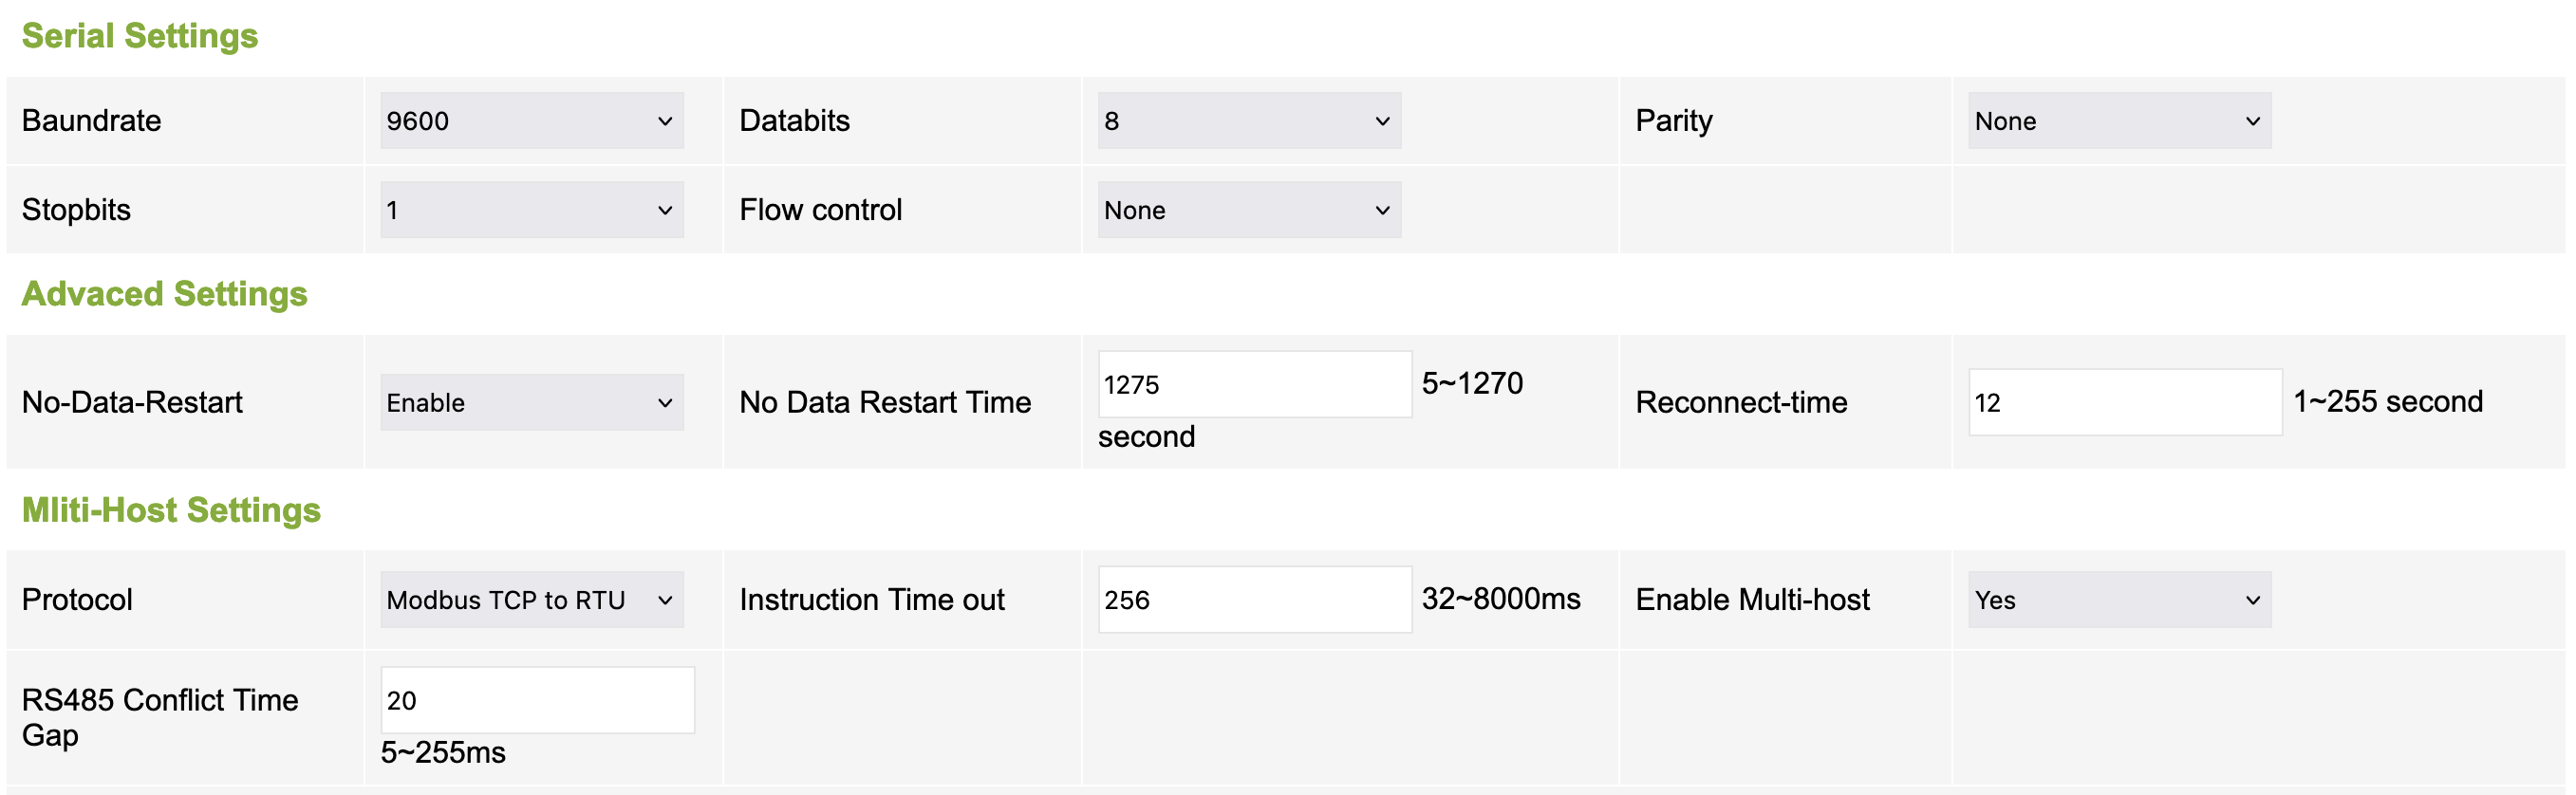 Serial Settings
Baundrate 9600 Databits 8 Parity None
Stopbits 1 Flow control None
Advaced Settings
No-Data-Restart Enable No Data Restart Time 1275 5~1270 second Reconnect-time 12 1~255 second
Mliti-Host Settings
Protocol Modbus TCP to RTU Instruction Time out 256 32~8000ms Enable Multi-host Yes
RS485 Conflict Time Gap 20 5~255ms